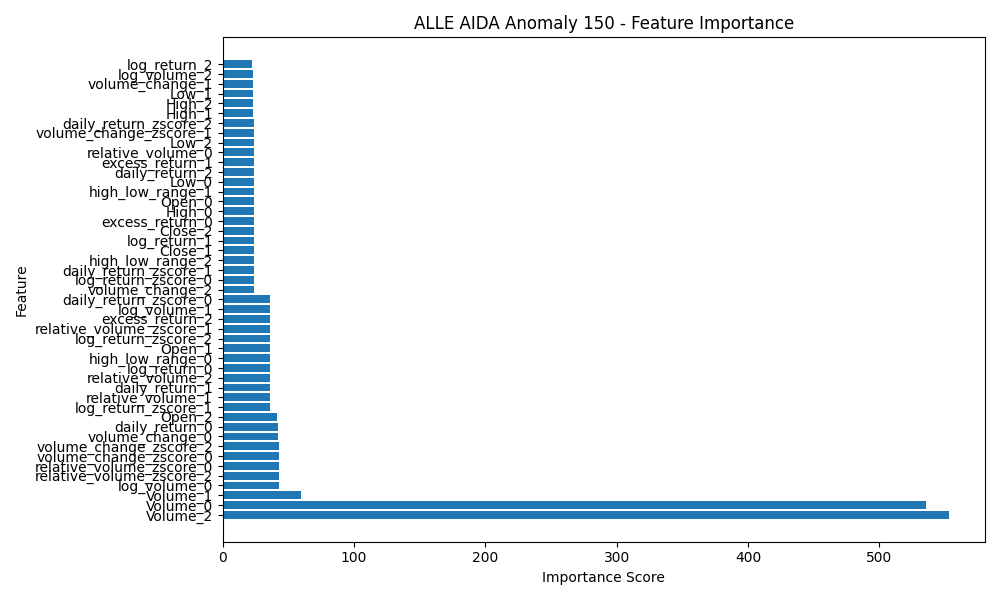 ALLE AIDA Anomaly 150 - Feature Importance
log_return_2
log_volume_2
volume_change_1
Low_1
High_2
High_1
daily_return_zscore_2
volume_change_zscore_1
Low_2
relative_volume_0
excess_return_1
daily_return_2
Low_0
high_low_range_1
Open_0
High_0
excess_return_0
Close_2
log_return_1
Close_1
high_low_range_2
daily_return_zscore_1
log_return_zscore_0
volume_change_2
daily_return_zscore_0
log_volume_1
excess_return_2
relative_volume_zscore_1
log_return_zscore_2
Open_1
high_low_range_0
log_return_0
relative_volume_2
daily_return_1
relative_volume_1
log_return_zscore_1
Open_2
daily_return_0
volume_change_0
volume_change_zscore_2
volume_change_zscore_0
relative_volume_zscore_0
relative_volume_zscore_2
log_volume_0
Volume_1
Volume_0
Volume_2
Feature
0 100 200 300 400 500
Importance Score